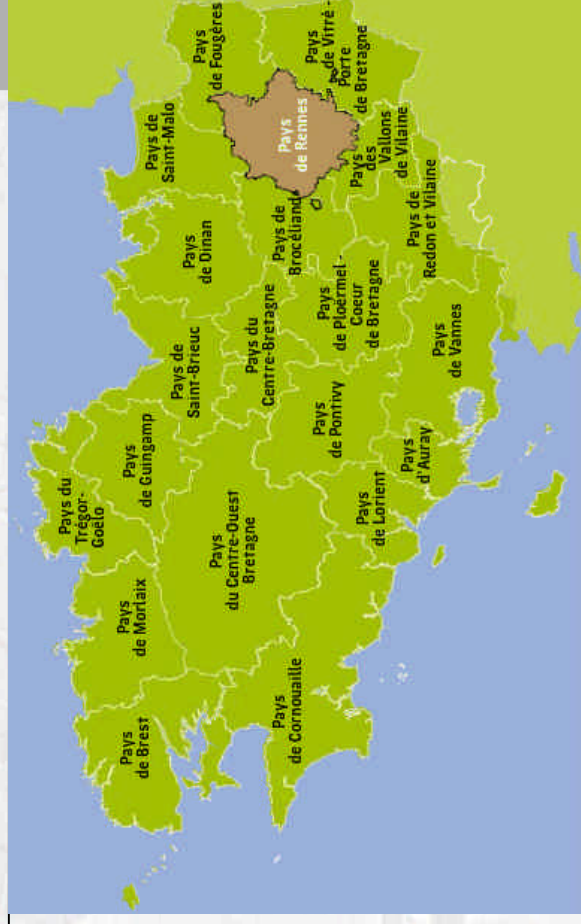 Pays
de Fougères
Pays
de Vitré -
Porte
de Bretagne
Pays de
Saint-Malo
Pays
de Rennes
Pays
des
Vallons
de Vilaine
Pays
de Dinan
Pays de
Brocéliande
Pays de
Redon et Vilaine
Pays de
Saint-Brieuc
Pays du
Centre-Bretagne
Pays
de Ploërmel -
Coeur
de Bretagne
Pays
de Vannes
Pays du
Trégor-
Goëlo
Pays
de Guingamp
Pays
de Pontivy
Pays
d'Auray
Pays
de Lorient
Pays
de Morlaix
Pays
du Centre-Ouest
Bretagne
Pays
de Brest
Pays
de Cornouaille